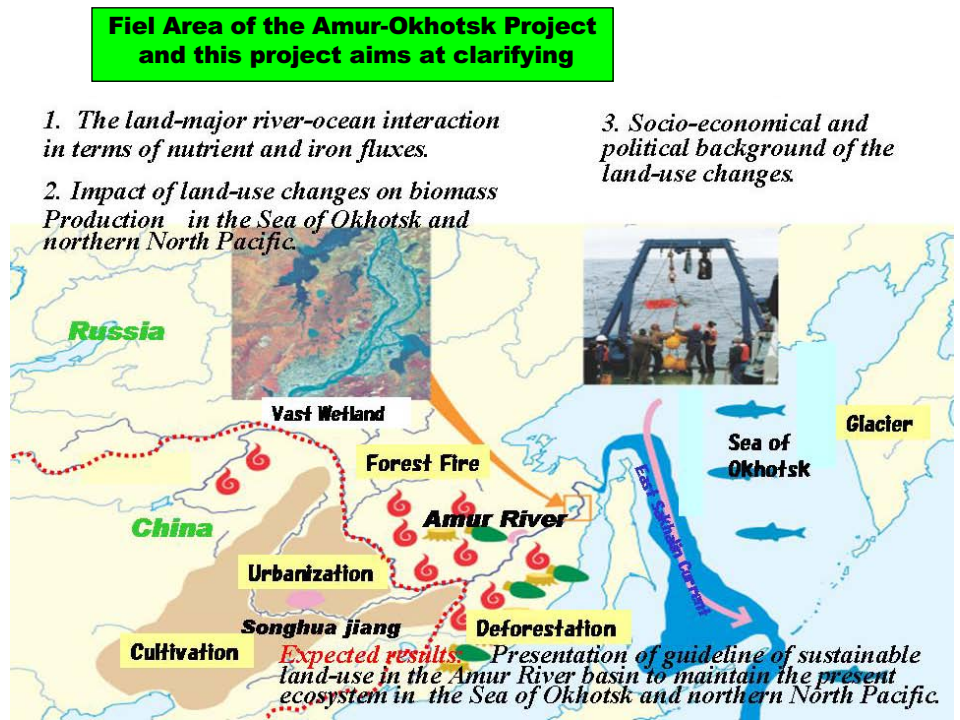 Fiel Area of the Amur-Okhotsk Project
and this project aims at clarifying
1. The land-major river-ocean interaction
in terms of nutrient and iron fluxes.
2. Impact of land-use changes on biomass
Production in the Sea of Okhotsk and
northern North Pacific.
3. Socio-economical and
political background of the
land-use changes.
Russia
Vast Wetland
Glacier
Sea of
Okhotsk
Forest Fire
East Sakhalin Current
Amur River
China
Urbanization
Songhua jiang
Deforestation
Cultivation
Expected results: Presentation of guideline of sustainable
land-use in the Amur River basin to maintain the present
ecosystem in the Sea of Okhotsk and northern North Pacific.